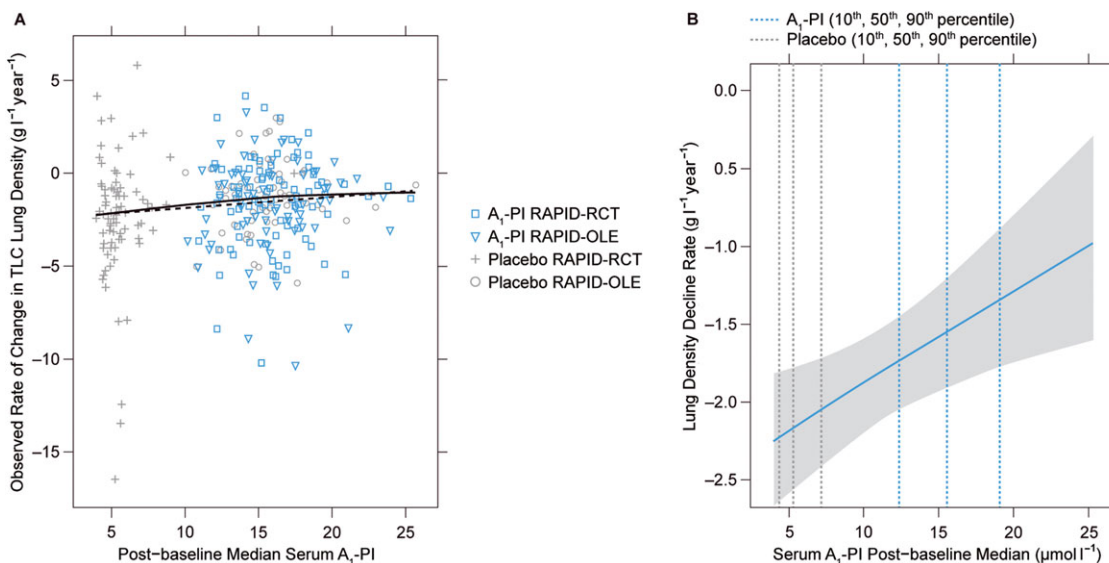 A
Observed Rate of Change in TLC Lung Density (g l⁻¹ year⁻¹)
5
0
−5
−10
−15
5 10 15 20 25
Post−baseline Median Serum A₁-PI
A₁-PI RAPID-RCT
A₁-PI RAPID-OLE
Placebo RAPID-RCT
Placebo RAPID-OLE
B
A₁-PI (10th, 50th, 90th percentile)
Placebo (10th, 50th, 90th percentile)
Lung Density Decline Rate (g l⁻¹ year⁻¹)
0.0
0.5
−1.0
−1.5
−2.0
−2.5
5 10 15 20 25
Serum A₁-PI Post−baseline Median (μmol l⁻¹)